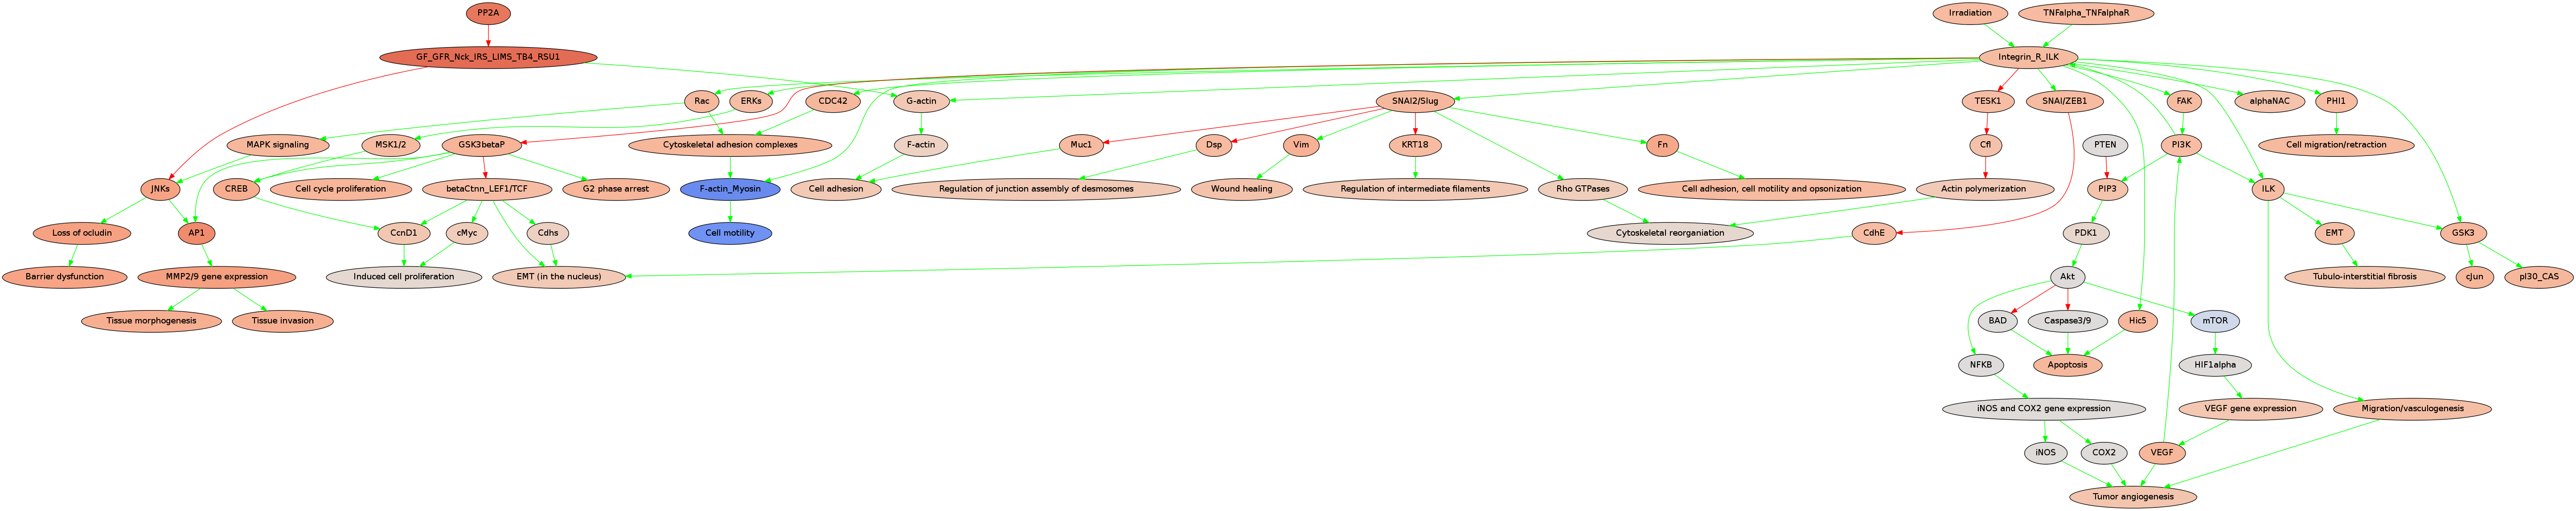 PP2A
Irradiation
TNFalpha_TNFalphaR
GF_GFR_Nck_IRS_LIMS_TB4_RSU1
Integrin_R_ILK
Rac
ERKs
CDC42
G-actin
SNAI2/Slug
TESK1
SNAI/ZEB1
FAK
alphaNAC
PHI1
MAPK signaling
MSK1/2
GSK3betaP
Cytoskeletal adhesion complexes
F-actin
Muc1
Dsp
Vim
KRT18
Fn
Cfl
PTEN
PI3K
Cell migration/retraction
JNKs
CREB
Cell cycle proliferation
betaCtnn_LEF1/TCF
G2 phase arrest
F-actin_Myosin
Cell adhesion
Regulation of junction assembly of desmosomes
Wound healing
Regulation of intermediate filaments
Rho GTPases
Cell adhesion, cell motility and opsonization
Actin polymerization
PIP3
ILK
Loss of ocludin
AP1
CcnD1
cMyc
Cdhs
Cell motility
Cytoskeletal reorganiation
CdhE
PDK1
EMT
GSK3
Barrier dysfunction
MMP2/9 gene expression
Induced cell proliferation
EMT (in the nucleus)
Akt
Tubulo-interstitial fibrosis
cJun
pl30_CAS
Tissue morphogenesis
Tissue invasion
BAD
Caspase3/9
Hic5
mTOR
NFKB
Apoptosis
HIF1alpha
iNOS and COX2 gene expression
VEGF gene expression
Migration/vasculogenesis
iNOS
COX2
VEGF
Tumor angiogenesis